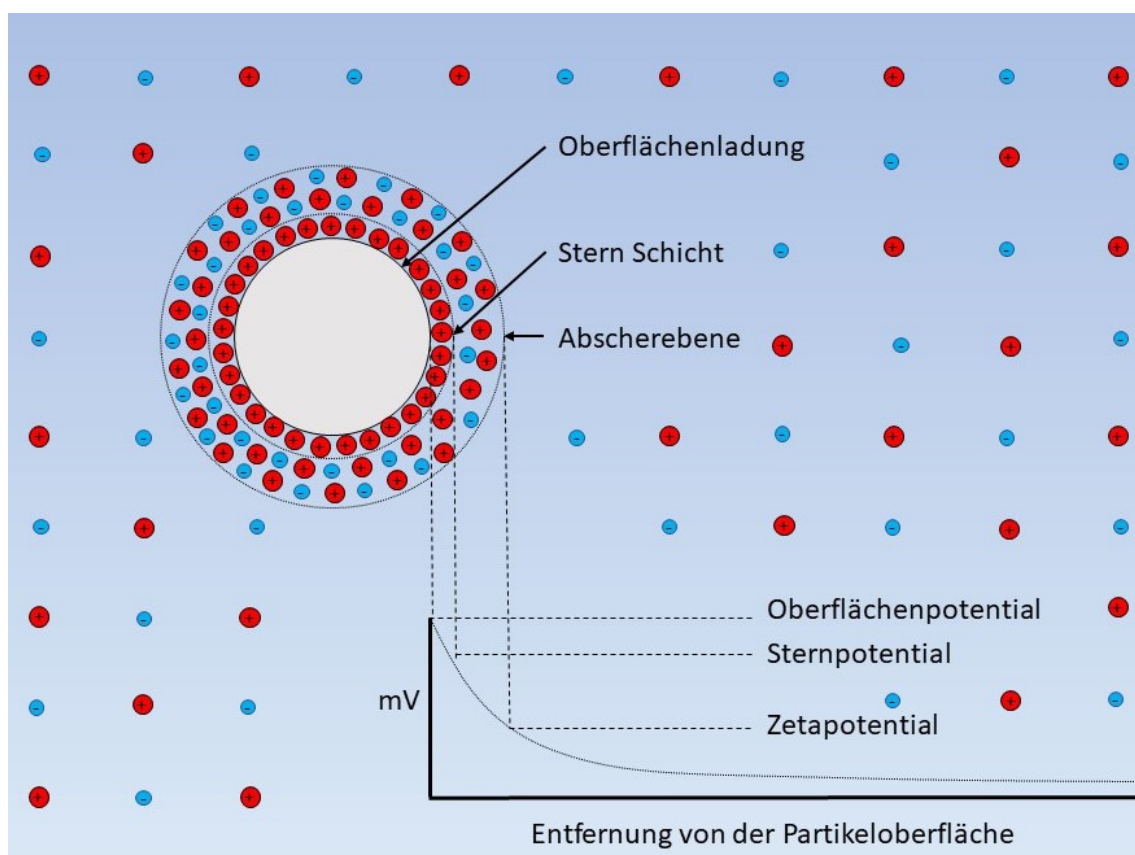 Oberflächenladung
Stern Schicht
Abscherebene
Oberflächenpotential
Sternpotential
mV
Zetapotential
Entfernung von der Partikeloberfläche